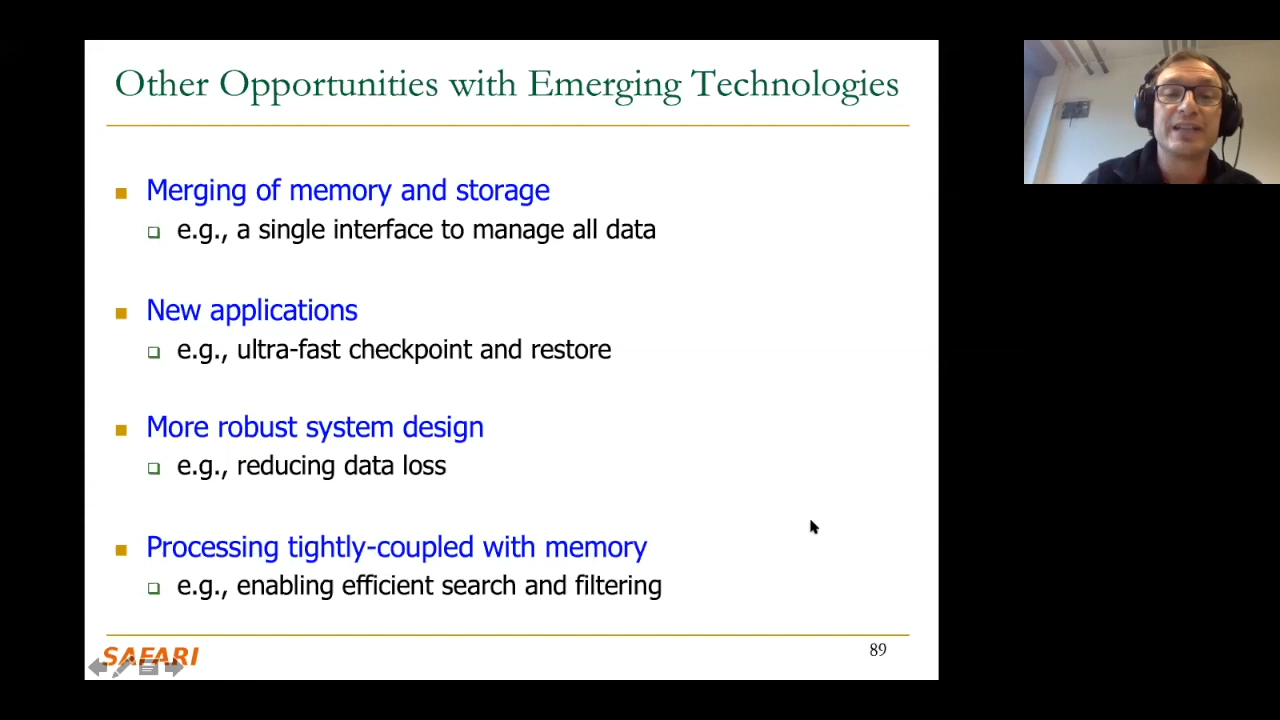 Other Opportunities with Emerging Technologies
Merging of memory and storage
e.g., a single interface to manage all data
New applications
e.g., ultra-fast checkpoint and restore
More robust system design
e.g., reducing data loss
Processing tightly-coupled with memory
e.g., enabling efficient search and filtering
SAFARI
89